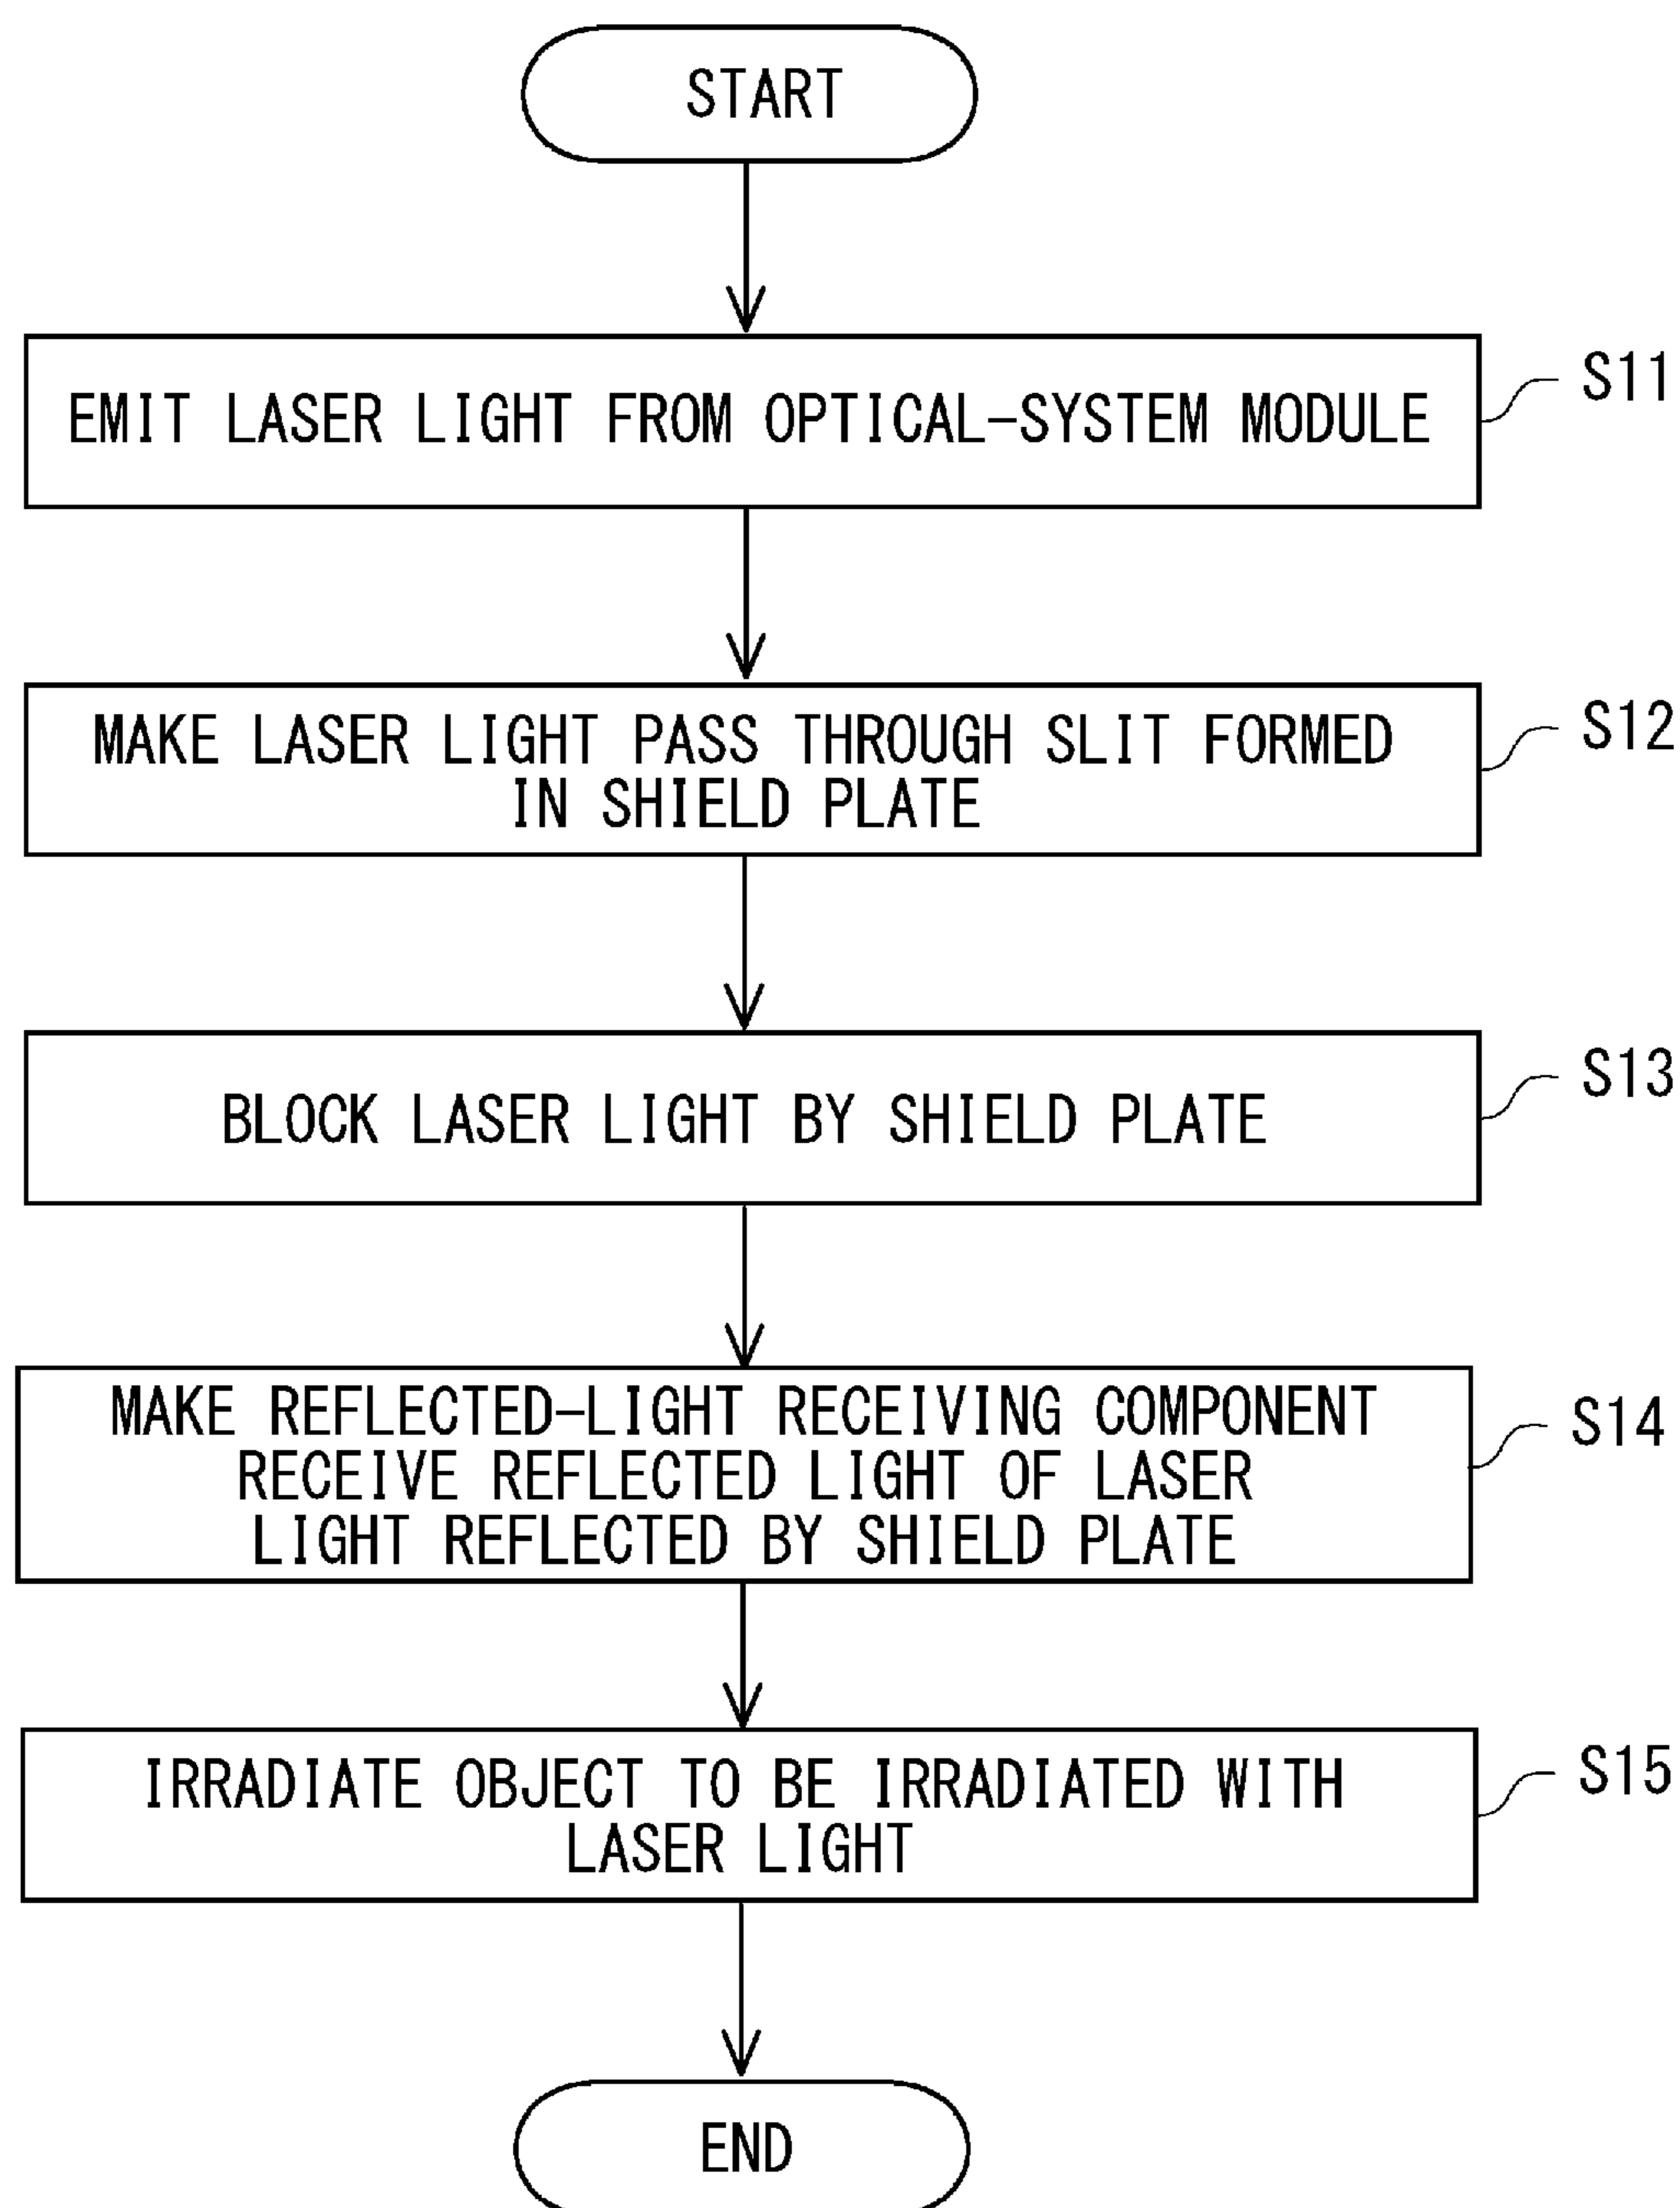 START
EMIT LASER LIGHT FROM OPTICAL-SYSTEM MODULE
S11
MAKE LASER LIGHT PASS THROUGH SLIT FORMED
IN SHIELD PLATE
S12
BLOCK LASER LIGHT BY SHIELD PLATE
S13
MAKE REFLECTED-LIGHT RECEIVING COMPONENT
RECEIVE REFLECTED LIGHT OF LASER
LIGHT REFLECTED BY SHIELD PLATE
S14
IRRADIATE OBJECT TO BE IRRADIATED WITH
LASER LIGHT
S15
END